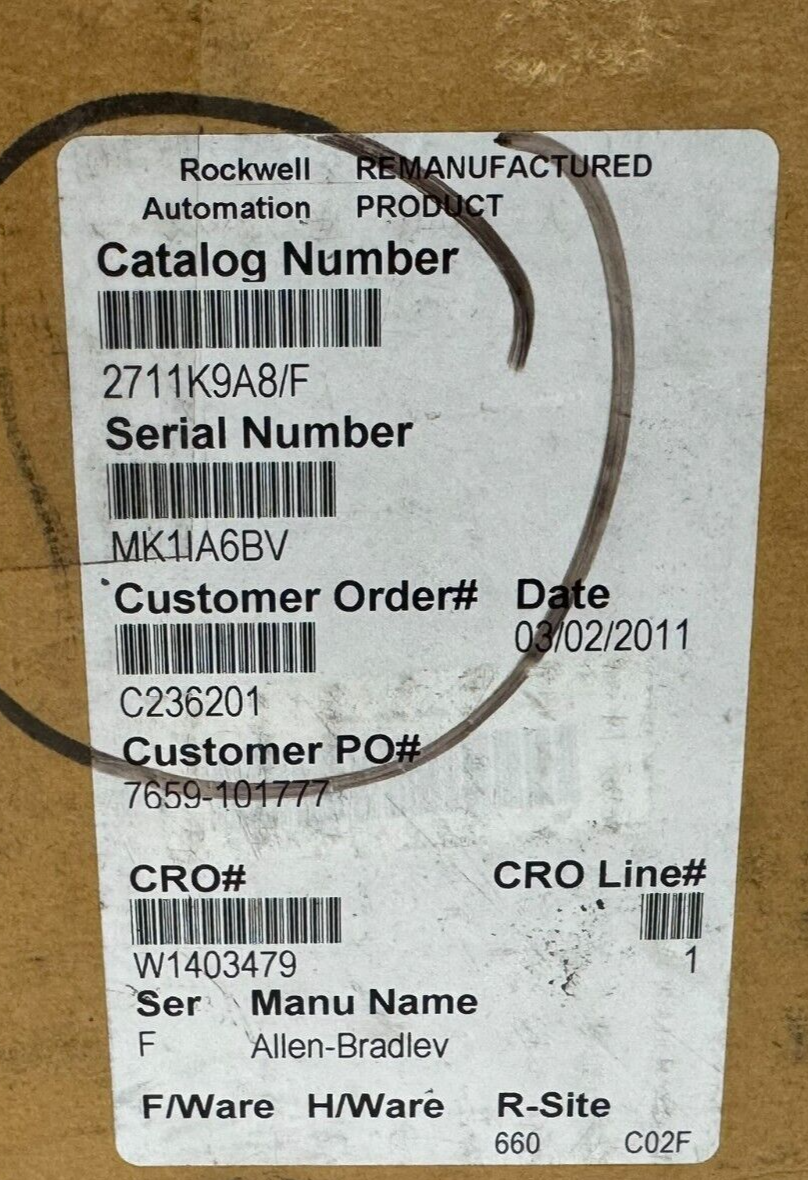 Rockwell REMANUFACTURED
Automation PRODUCT
Catalog Number
2711K9A8/F
Serial Number
MK1IA6BV
Customer Order# Date
C236201 03/02/2011
Customer PO#
7659-101777
CRO# CRO Line#
W1403479 1
Ser Manu Name
F Allen-Bradley
F/Ware H/Ware R-Site
660 C02F